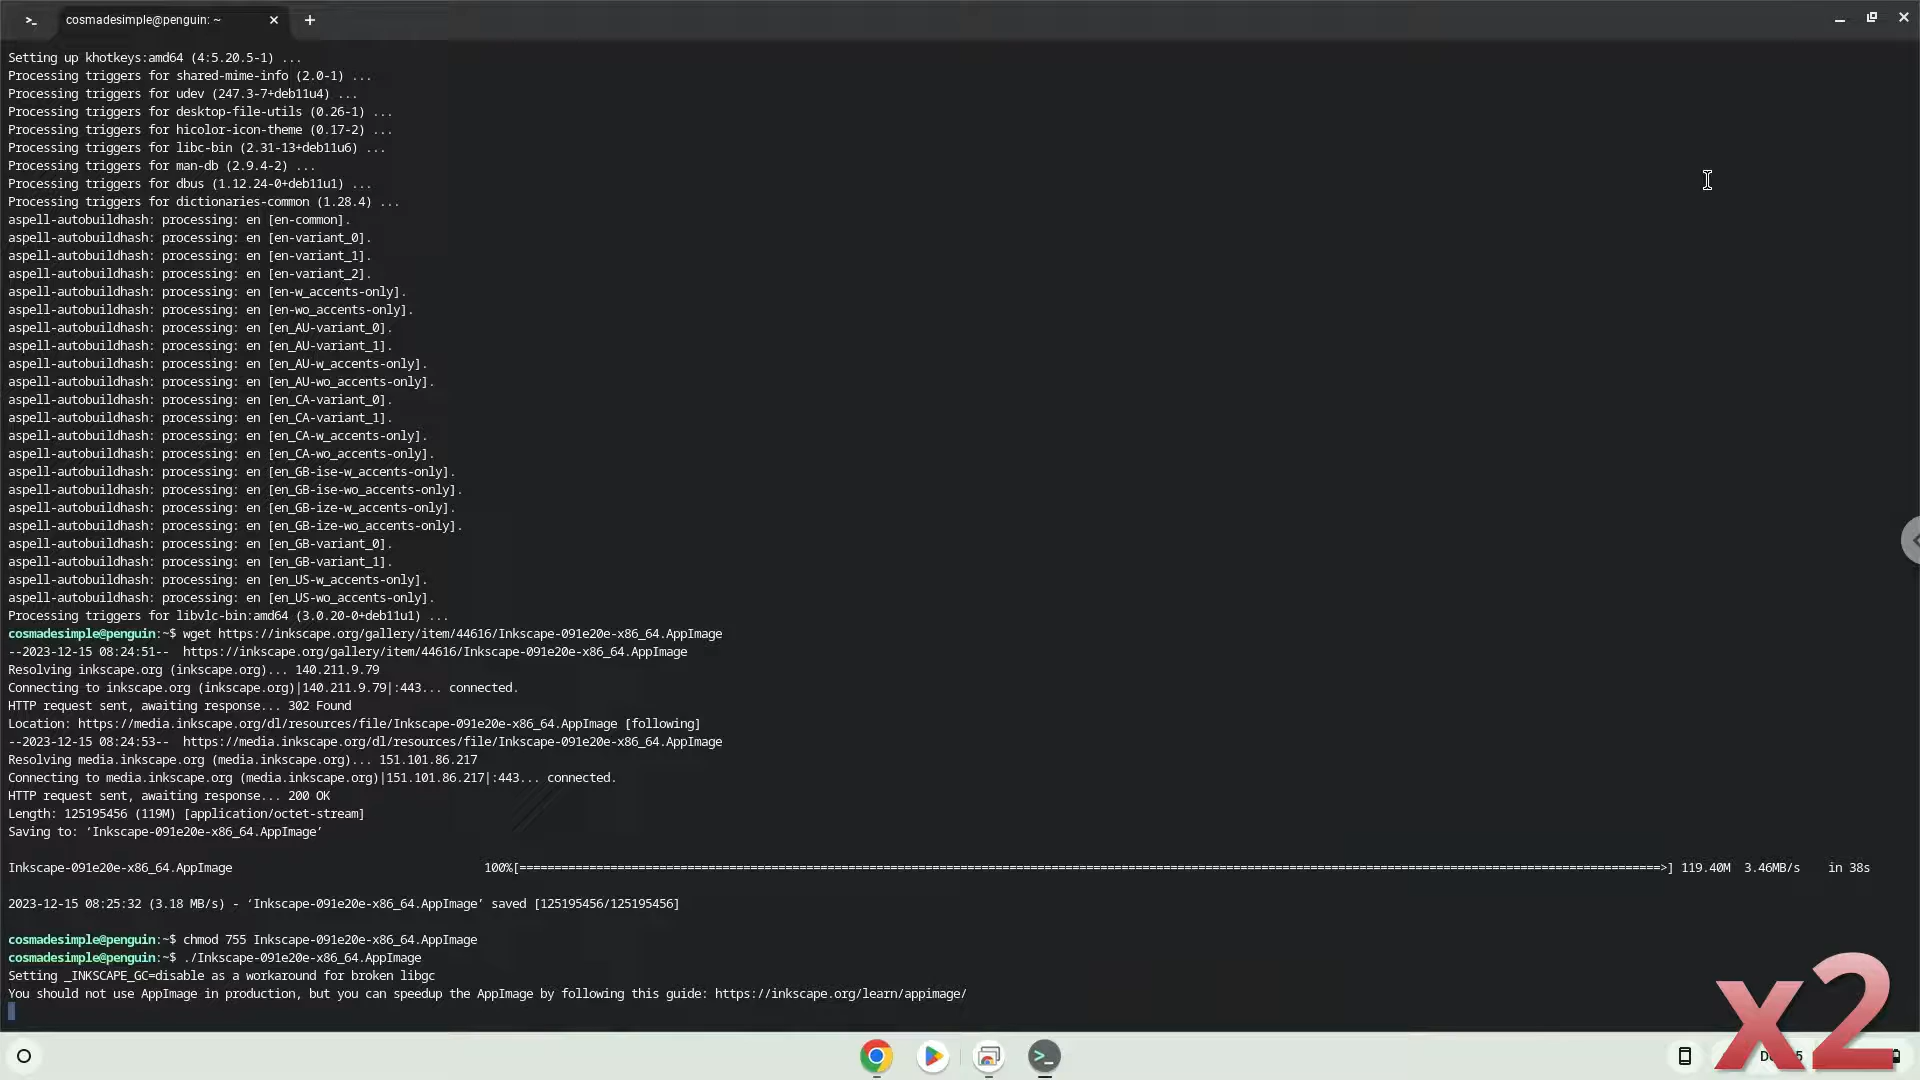 cosmadesimple@penguin: ~
Setting up khotkeys:amd64 (4:5.20.5-1) ...
Processing triggers for shared-mime-info (2.0-1) ...
Processing triggers for udev (247.3-7+deb11u4) ...
Processing triggers for desktop-file-utils (0.26-1) ...
Processing triggers for hicolor-icon-theme (0.17-2) ...
Processing triggers for libc-bin (2.31-13+deb11u6) ...
Processing triggers for man-db (2.9.4-2) ...
Processing triggers for dbus (1.12.24-0+deb11u1) ...
Processing triggers for dictionaries-common (1.28.4) ...
aspell-autobuildhash: processing: en [en-common].
aspell-autobuildhash: processing: en [en-variant_0].
aspell-autobuildhash: processing: en [en-variant_1].
aspell-autobuildhash: processing: en [en-variant_2].
aspell-autobuildhash: processing: en [en-w_accents-only].
aspell-autobuildhash: processing: en [en-wo_accents-only].
aspell-autobuildhash: processing: en [en_AU-variant_0].
aspell-autobuildhash: processing: en [en_AU-variant_1].
aspell-autobuildhash: processing: en [en_AU-w_accents-only].
aspell-autobuildhash: processing: en [en_AU-wo_accents-only].
aspell-autobuildhash: processing: en [en_CA-variant_0].
aspell-autobuildhash: processing: en [en_CA-variant_1].
aspell-autobuildhash: processing: en [en_CA-w_accents-only].
aspell-autobuildhash: processing: en [en_CA-wo_accents-only].
aspell-autobuildhash: processing: en [en_GB-ise-w_accents-only].
aspell-autobuildhash: processing: en [en_GB-ise-wo_accents-only].
aspell-autobuildhash: processing: en [en_GB-ize-w_accents-only].
aspell-autobuildhash: processing: en [en_GB-ize-wo_accents-only].
aspell-autobuildhash: processing: en [en_GB-variant_0].
aspell-autobuildhash: processing: en [en_GB-variant_1].
aspell-autobuildhash: processing: en [en_US-w_accents-only].
aspell-autobuildhash: processing: en [en_US-wo_accents-only].
Processing triggers for libvlc-bin:amd64 (3.0.20-0+deb11u1) ...
cosmadesimple@penguin:~$ wget https://inkscape.org/gallery/item/44616/Inkscape-091e20e-x86_64.AppImage
--2023-12-15 08:24:51--  https://inkscape.org/gallery/item/44616/Inkscape-091e20e-x86_64.AppImage
Resolving inkscape.org (inkscape.org)... 140.211.9.79
Connecting to inkscape.org (inkscape.org)|140.211.9.79|:443... connected.
HTTP request sent, awaiting response... 302 Found
Location: https://media.inkscape.org/dl/resources/file/Inkscape-091e20e-x86_64.AppImage [following]
--2023-12-15 08:24:53--  https://media.inkscape.org/dl/resources/file/Inkscape-091e20e-x86_64.AppImage
Resolving media.inkscape.org (media.inkscape.org)... 151.101.86.217
Connecting to media.inkscape.org (media.inkscape.org)|151.101.86.217|:443... connected.
HTTP request sent, awaiting response... 200 OK
Length: 125195456 (119M) [application/octet-stream]
Saving to: ‘Inkscape-091e20e-x86_64.AppImage’
Inkscape-091e20e-x86_64.AppImage 100%[===================>] 119.40M 3.46MB/s in 38s
2023-12-15 08:25:32 (3.18 MB/s) - ‘Inkscape-091e20e-x86_64.AppImage’ saved [125195456/125195456]
cosmadesimple@penguin:~$ chmod 755 Inkscape-091e20e-x86_64.AppImage
cosmadesimple@penguin:~$ ./Inkscape-091e20e-x86_64.AppImage
Setting _INKSCAPE_GC=disable as a workaround for broken libgc
You should not use AppImage in production, but you can speedup the AppImage by following this guide: https://inkscape.org/learn/appimage/
x2